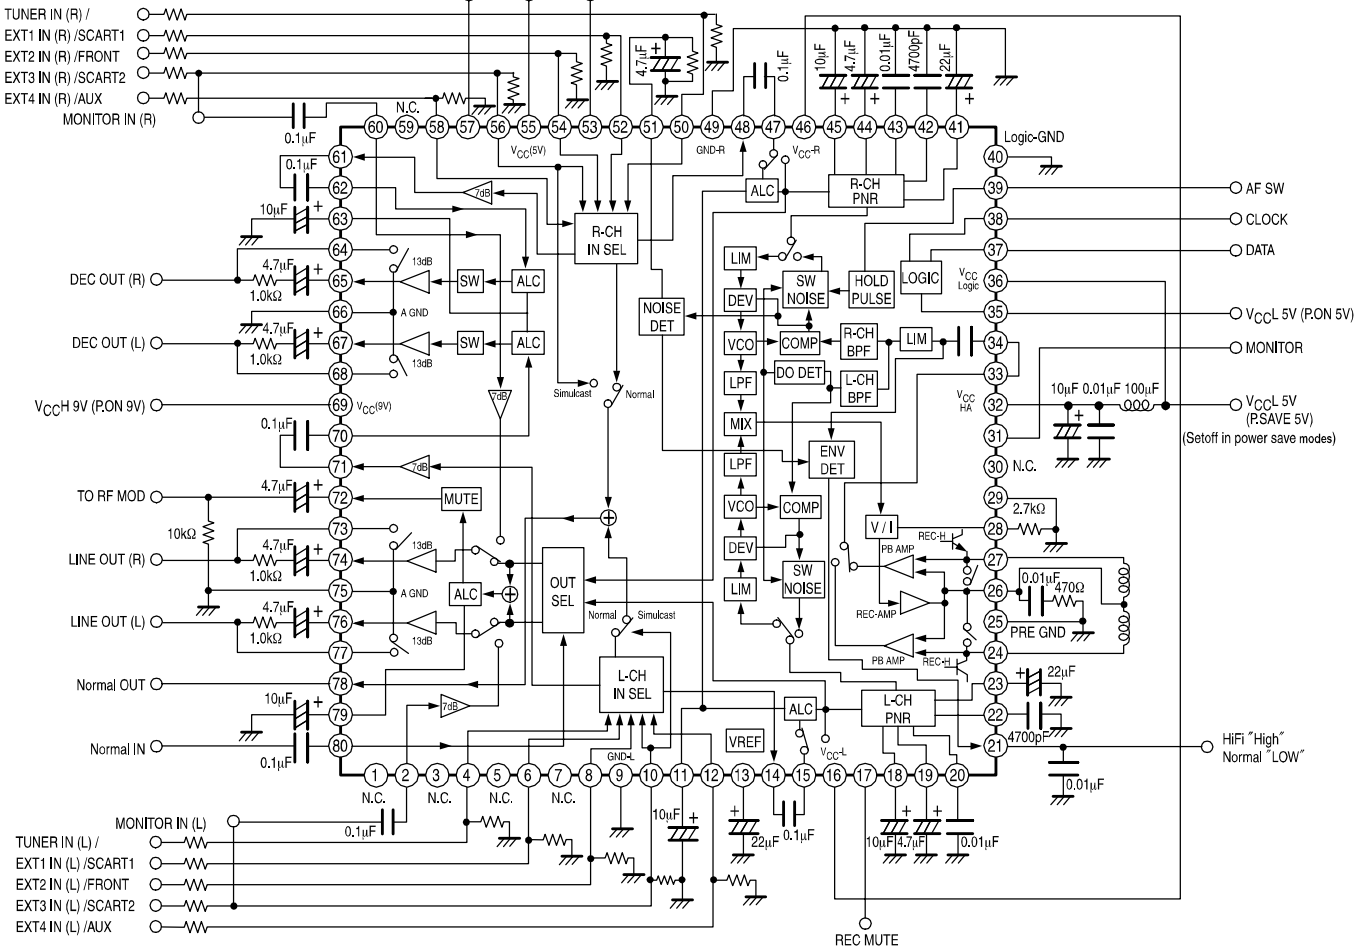 TUNER IN (R) /
EXT1 IN (R) /SCART1
EXT2 IN (R) /FRONT
EXT3 IN (R) /SCART2
EXT4 IN (R) /AUX
MONITOR IN (R)
0.1µF
N.C.
4.7µF
0.1µF
10µF
4.7µF
0.01µF
4700pF
22µF
60 59 58 57 56 55 54 53 52 51 50 49 48 47 46 45 44 43 42 41
VCC(5V)
GND-R
VCC-R
Logic-GND
61
62
63
64
65
66
67
68
69
70
71
72
73
74
75
76
77
78
79
80
0.1µF
10µF
4.7µF
1.0kΩ
DEC OUT (R)
A GND
4.7µF
1.0kΩ
DEC OUT (L)
VCCH 9V (P.ON 9V)
VCC(9V)
0.1µF
TO RF MOD
4.7µF
10kΩ
LINE OUT (R)
4.7µF
1.0kΩ
A GND
LINE OUT (L)
4.7µF
1.0kΩ
Normal OUT
10µF
Normal IN
0.1µF
7dB
13dB
SW
ALC
13dB
SW
ALC
7dB
7dB
MUTE
13dB
ALC
13dB
7dB
R-CH
IN SEL
Simulcast
Normal
OUT
SEL
Normal
Simulcast
L-CH
IN SEL
NOISE
DET
ALC
R-CH
PNR
LIM
DEV
VCO
LPF
MIX
LPF
VCO
DEV
LIM
SW
NOISE
HOLD
PULSE
LOGIC
VCC
Logic
COMP
R-CH
BPF
LIM
DO DET
L-CH
BPF
ENV
DET
COMP
SW
NOISE
V / I
REC-H
PB AMP
REC-AMP
PB AMP
REC-H
VCC
HA
ALC
L-CH
PNR
VREF
VCC-L
GND-L
40
39
38
37
36
35
34
33
32
31
30
29
28
27
26
25
24
23
22
21
AF SW
CLOCK
DATA
VCCL 5V (P.ON 5V)
MONITOR
10µF
0.01µF
100µF
VCCL 5V
(P.SAVE 5V)
(Setoff in power save modes)
N.C.
2.7kΩ
0.01µF
470Ω
PRE GND
22µF
4700pF
HiFi "High"
Normal "LOW"
0.01µF
1 2 3 4 5 6 7 8 9 10 11 12 13 14 15 16 17 18 19 20
N.C.
N.C.
N.C.
N.C.
MONITOR IN (L)
0.1µF
10µF
22µF
0.1µF
10µF
4.7µF
0.01µF
TUNER IN (L) /
EXT1 IN (L) /SCART1
EXT2 IN (L) /FRONT
EXT3 IN (L) /SCART2
EXT4 IN (L) /AUX
REC MUTE